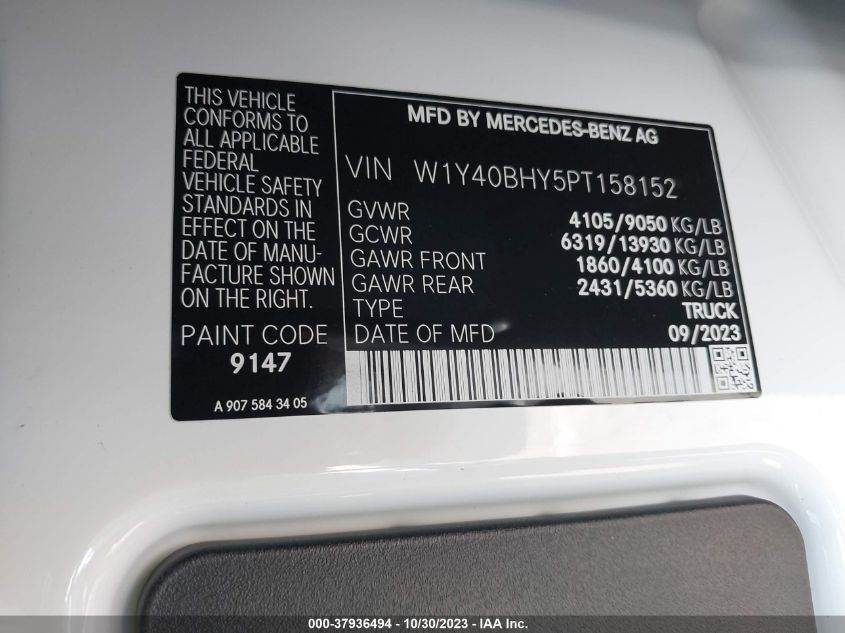 THIS VEHICLE
CONFORMS TO
ALL APPLICABLE
FEDERAL
VEHICLE SAFETY
STANDARDS IN
EFFECT ON THE
DATE OF MANU-
FACTURE SHOWN
ON THE RIGHT.
PAINT CODE
9147
A 907 584 34 05
MFD BY MERCEDES-BENZ AG
VIN W1Y40BHY5PT158152
GVWR 4105/9050 KG/LB
GCWR 6319/13930 KG/LB
GAWR FRONT 1860/4100 KG/LB
GAWR REAR 2431/5360 KG/LB
TYPE TRUCK
DATE OF MFD 09/2023
000-37936494 - 10/30/2023 - IAA Inc.